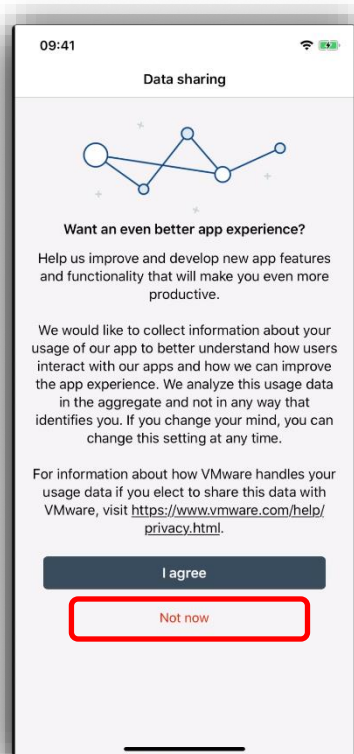 09:41
Data sharing
Want an even better app experience?
Help us improve and develop new app features
and functionality that will make you even more
productive.
We would like to collect information about your
usage of our app to better understand how users
interact with our apps and how we can improve
the app experience. We analyze this usage data
in the aggregate and not in any way that
identifies you. If you change your mind, you can
change this setting at any time.
For information about how VMware handles your
usage data if you elect to share this data with
VMware, visit https://www.vmware.com/help/
privacy.html.
I agree
Not now